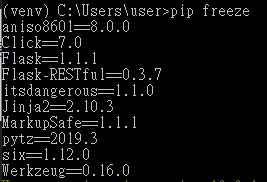 (venv) C:\Users\user>pip freeze
aniso8601==8.0.0
Click==7.0
Flask==1.1.1
Flask-RESTful==0.3.7
itsdangerous==1.1.0
Jinja2==2.10.3
MarkupSafe==1.1.1
pytz==2019.3
six==1.12.0
Werkzeug==0.16.0